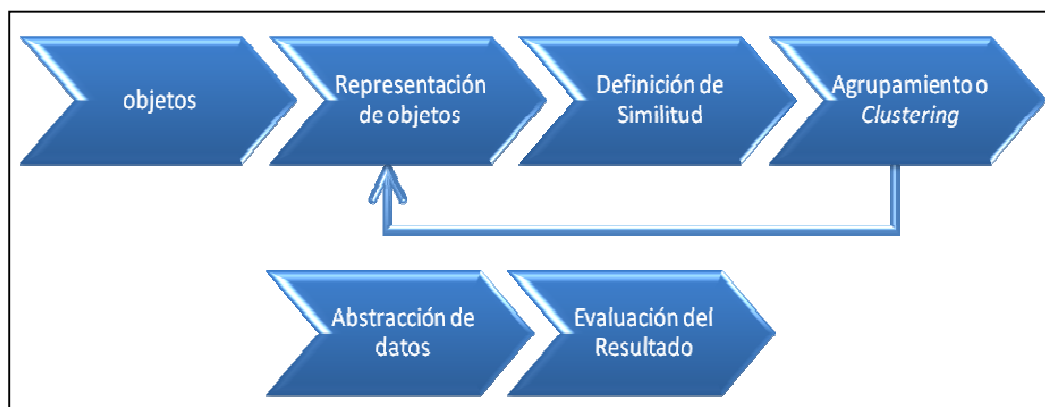 objetos
Representación
de objetos
Definición de
Similitud
Agrupamiento o
Clustering
Abstracción de
datos
Evaluación del
Resultado